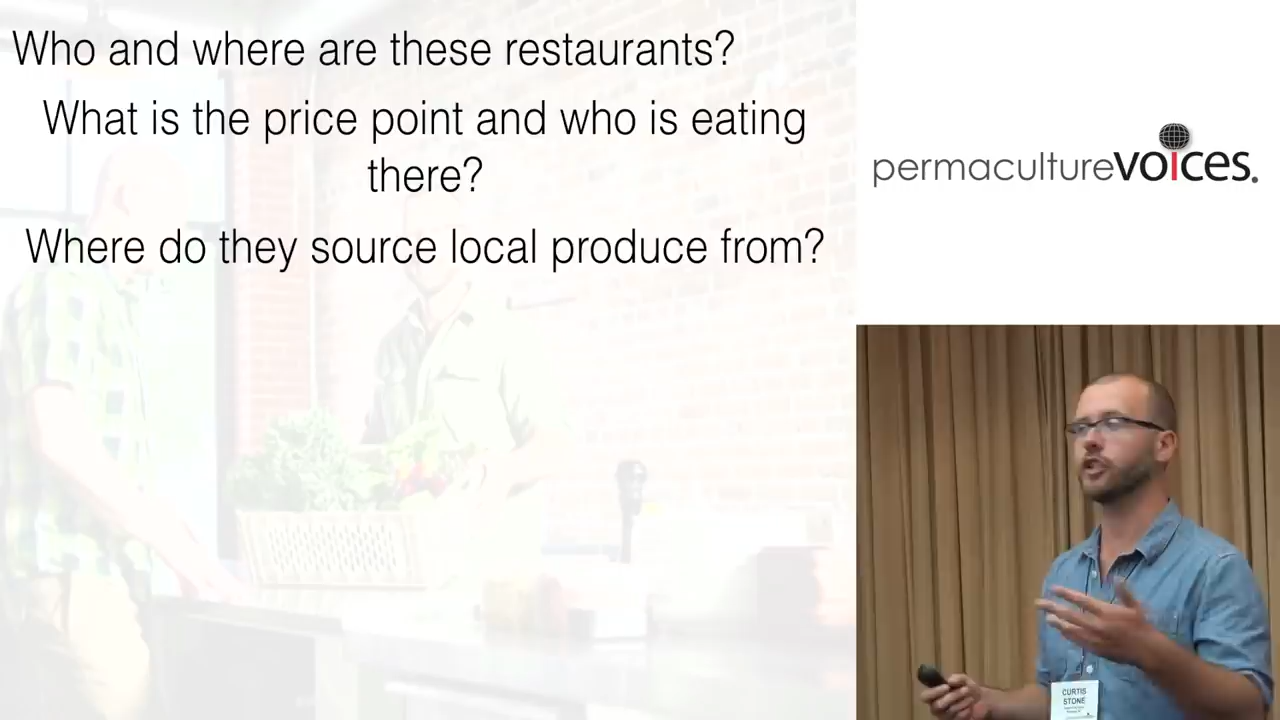 Who and where are these restaurants?
What is the price point and who is eating
there?
Where do they source local produce from?
permaculturevoices.
CURTIS
STONE